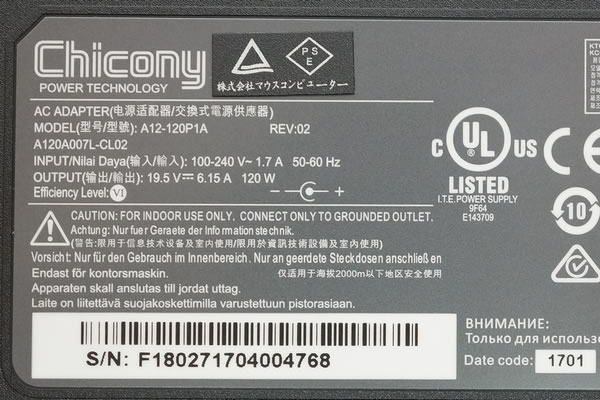 Chicony
POWER TECHNOLOGY
PS
E
株式会社マウスコンピューター
AC ADAPTER(电源适配器/交換式電源供應器)
MODEL(型号/型號): A12-120P1A REV:02
A120A007L-CL02
INPUT/Nilai Daya(输入/輸入): 100-240 V~ 1.7 A 50-60 Hz
OUTPUT(输出/輸出): 19.5 V⎓ 6.15 A 120 W
Efficiency Level: VI
- +
C UL US
LISTED
I.T.E. POWER SUPPLY
9F64
E143709
10
CAUTION: FOR INDOOR USE ONLY. CONNECT ONLY TO GROUNDED OUTLET.
Achtung: Nur fuer Geraete der Informationstechnik.
(警告:限用于信息技术设备及室内使用/限用於資訊技術設備及室內使用)
Vorsicht: Nur für den Gebrauch im Innenbereich. Nur an geerdete Steckdosen anschließen
Endast för kontorsmaskin. 仅适用于海拔2000m以下地区安全使用
Apparaten skall anslutas till jordat uttag.
Laite on liitettävä suojakoskettimilla varustettuun pistorasiaan.
S/N: F180271704004768
ВНИМАНИЕ:
Только для использо
Date code: 1701